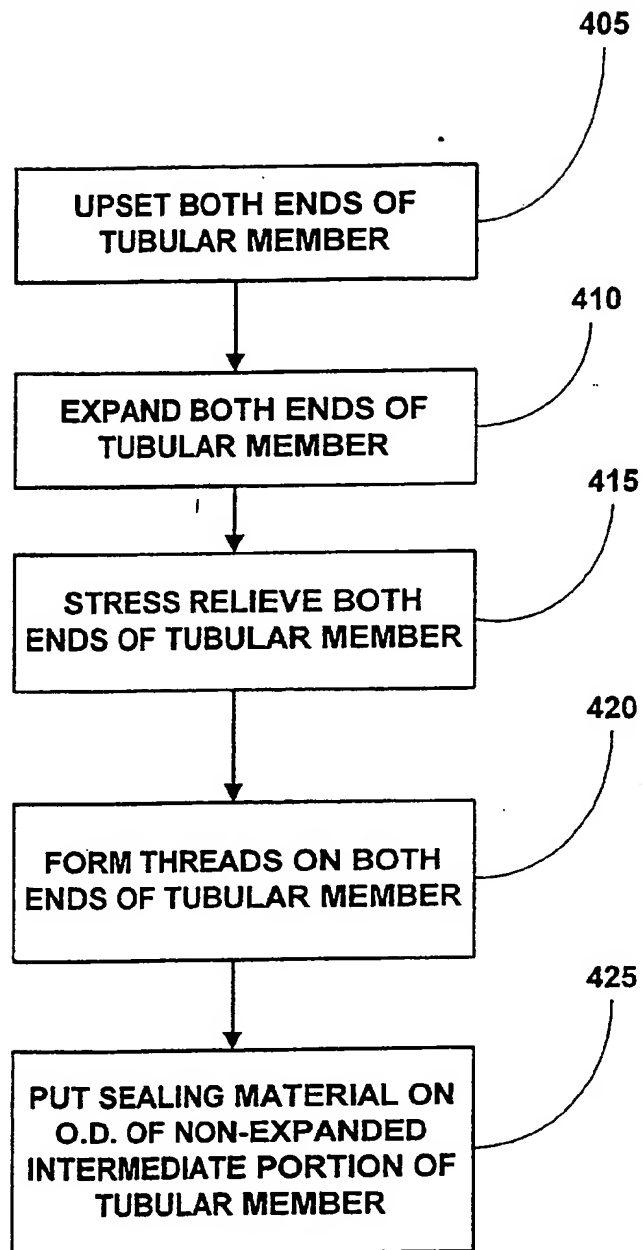 405
UPSET BOTH ENDS OF
TUBULAR MEMBER
410
EXPAND BOTH ENDS OF
TUBULAR MEMBER
415
STRESS RELIEVE BOTH
ENDS OF TUBULAR MEMBER
420
FORM THREADS ON BOTH
ENDS OF TUBULAR MEMBER
425
PUT SEALING MATERIAL ON
O.D. OF NON-EXPANDED
INTERMEDIATE PORTION OF
TUBULAR MEMBER